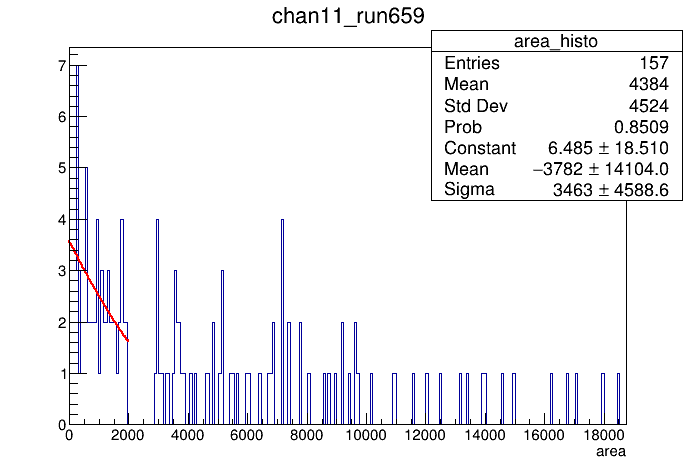 chan11_run659
area_histo
Entries 157
Mean 4384
Std Dev 4524
Prob 0.8509
Constant 6.485 ± 18.510
Mean −3782 ± 14104.0
Sigma 3463 ± 4588.6
7
6
5
4
3
2
1
0
0 2000 4000 6000 8000 10000 12000 14000 16000 18000
area